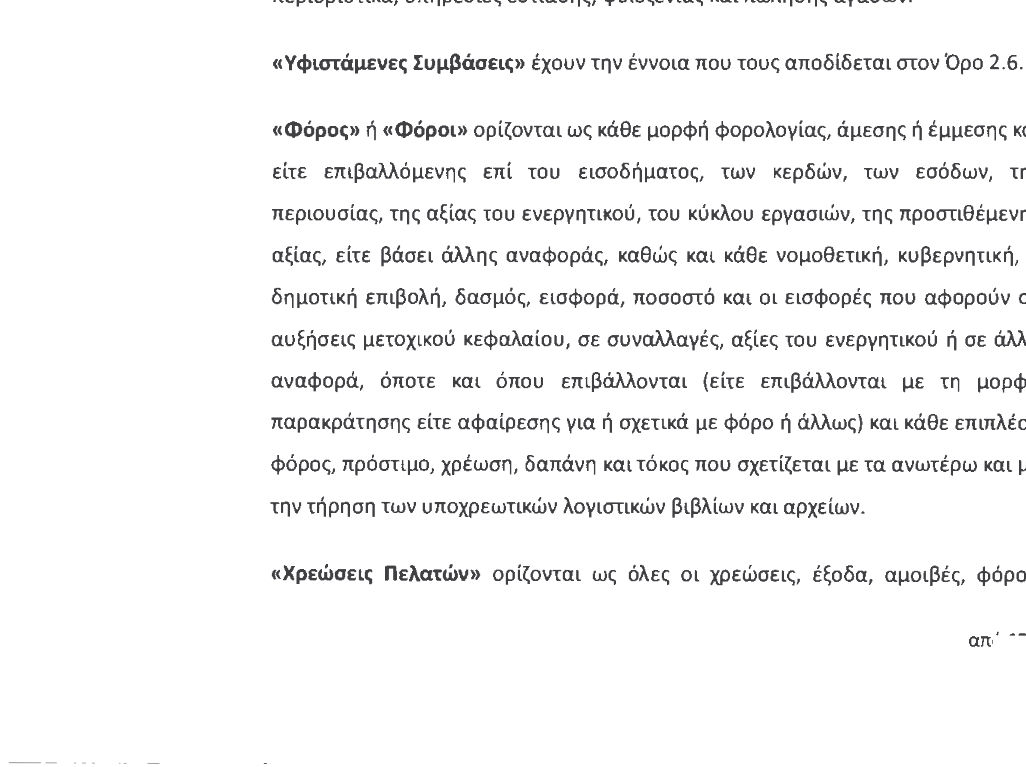 «Υφιστάμενες Συμβάσεις» έχουν την έννοια που τους αποδίδεται στον Όρο 2.6.
«Φόρος» ή «Φόροι» ορίζονται ως κάθε μορφή φορολογίας, άμεσης ή έμμεσης
είτε επιβαλλόμενης επί του εισοδήματος, των κερδών, των εσόδων,
περιουσίας, της αξίας του ενεργητικού, του κύκλου εργασιών, της
αξίας, είτε βάσει άλλης αναφοράς, καθώς και κάθε νομοθετική, κυβερνητική,
δημοτική επιβολή, δασμός, εισφορά, ποσοστό και οι εισφορές που αφορούν
αυξήσεις μετοχικού κεφαλαίου, σε συναλλαγές, αξίες του ενεργητικού ή σε
αναφορά, όποτε και όπου επιβάλλονται (είτε επιβάλλονται με τη
παρακράτησης είτε αφαίρεσης για ή σχετικά με φόρο ή άλλως) και κάθε
φόρος, πρόστιμο, χρέωση, δαπάνη και τόκος που σχετίζεται με τα ανωτέρω και
την τήρηση των υποχρεωτικών λογιστικών βιβλίων και αρχείων.
«Χρεώσεις Πελατών» ορίζονται ως όλες οι χρεώσεις, έξοδα, αμοιβές,